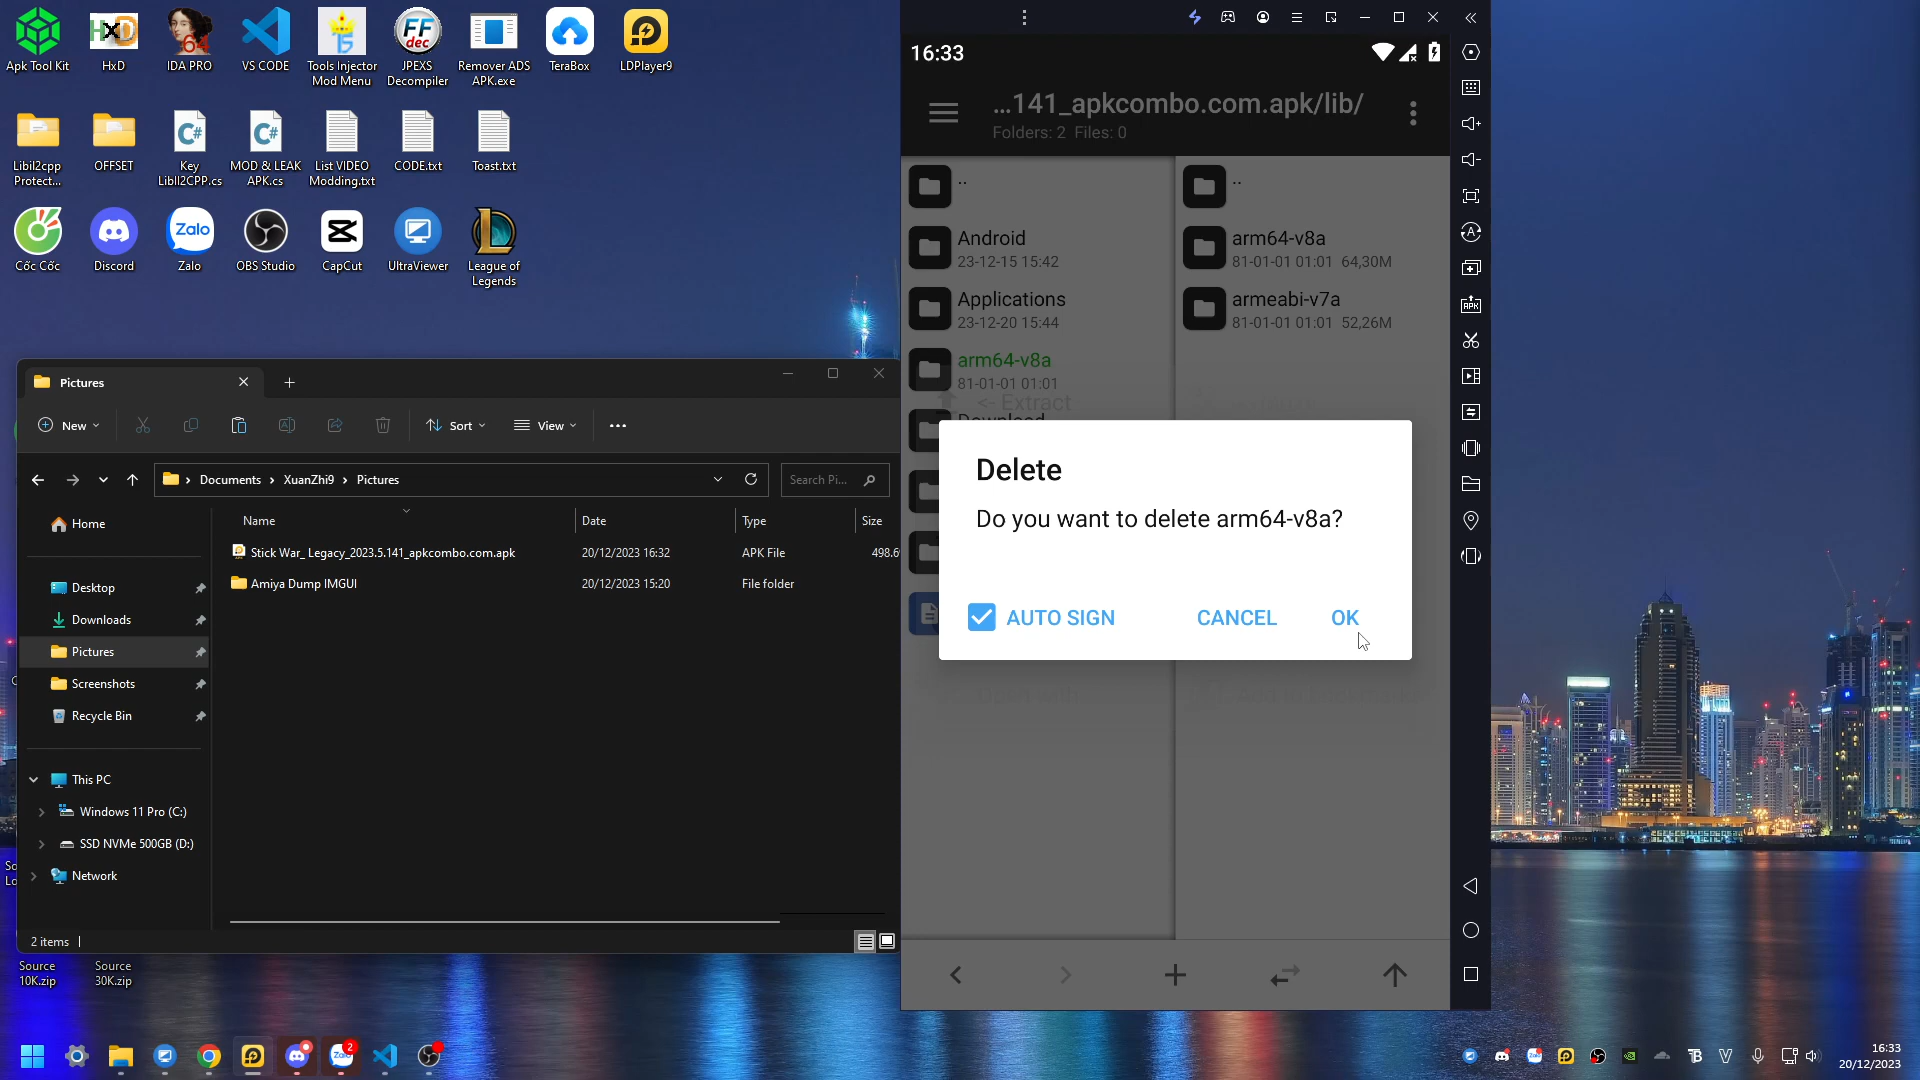 Apk Tool Kit
HxD
IDA PRO
VS CODE
Tools Injector
Mod Menu
JPEXS
Decompiler
Remover ADS
APK.exe
TeraBox
LDPlayer9
Libil2cpp
Protect...
OFFSET
Key
LibIl2CPP.cs
MOD & LEAK
APK.cs
List VIDEO
Modding.txt
CODE.txt
Toast.txt
Cốc Cốc
Discord
Zalo
OBS Studio
CapCut
UltraViewer
League of
Legends
Pictures
New
Sort
View
Documents
XuanZhi9
Pictures
Search Pi...
Home
Desktop
Downloads
Pictures
Screenshots
Recycle Bin
This PC
Windows 11 Pro (C:)
SSD NVMe 500GB (D:)
Network
Name
Date
Type
Size
Stick War_ Legacy_2023.5.141_apkcombo.com.apk
20/12/2023 16:32
APK File
498.6
Amiya Dump IMGUI
20/12/2023 15:20
File folder
2 items
Source
10K.zip
Source
30K.zip
16:33
...141_apkcombo.com.apk/lib/
Folders: 2 Files: 0
..
Android
23-12-15 15:42
Applications
23-12-20 15:44
arm64-v8a
81-01-01 01:01
<- Extract
Download
..
arm64-v8a
81-01-01 01:01 64,30M
armeabi-v7a
81-01-01 01:01 52,26M
Delete
Do you want to delete arm64-v8a?
AUTO SIGN
CANCEL
OK
16:33
20/12/2023